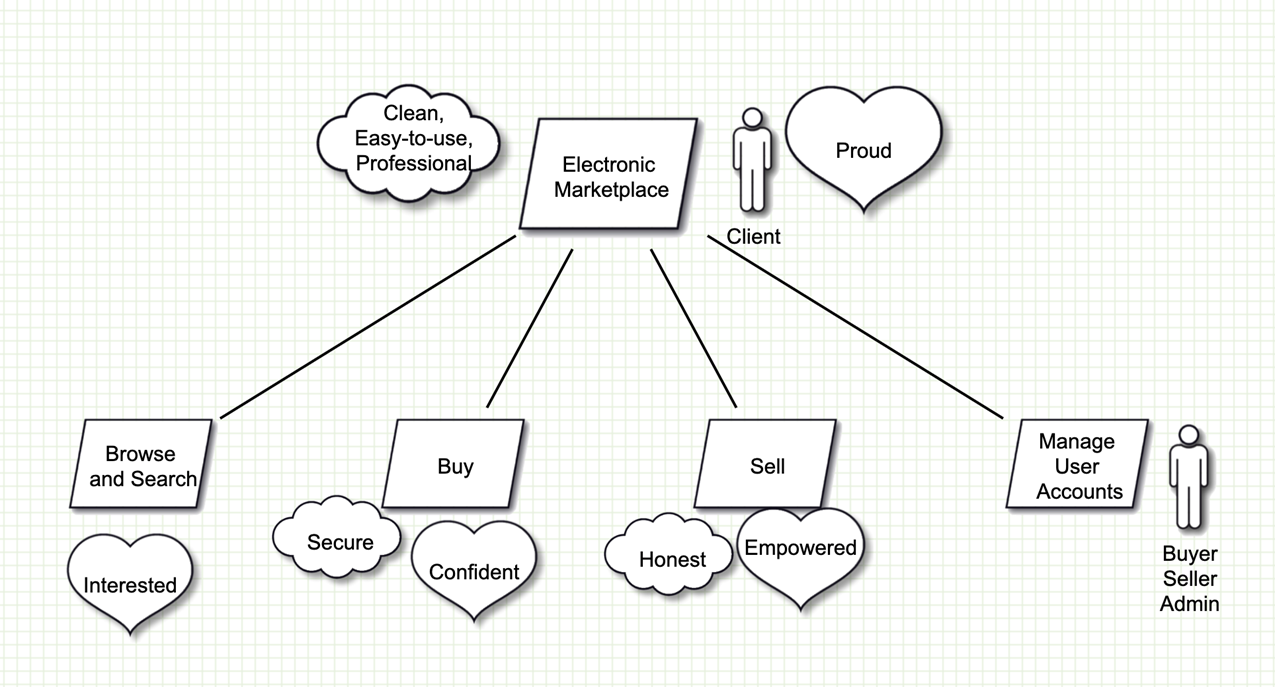 Clean,
Easy-to-use,
Professional
Electronic
Marketplace
Proud
Client
Browse
and Search
Buy
Sell
Manage
User
Accounts
Secure
Interested
Confident
Honest
Empowered
Buyer
Seller
Admin